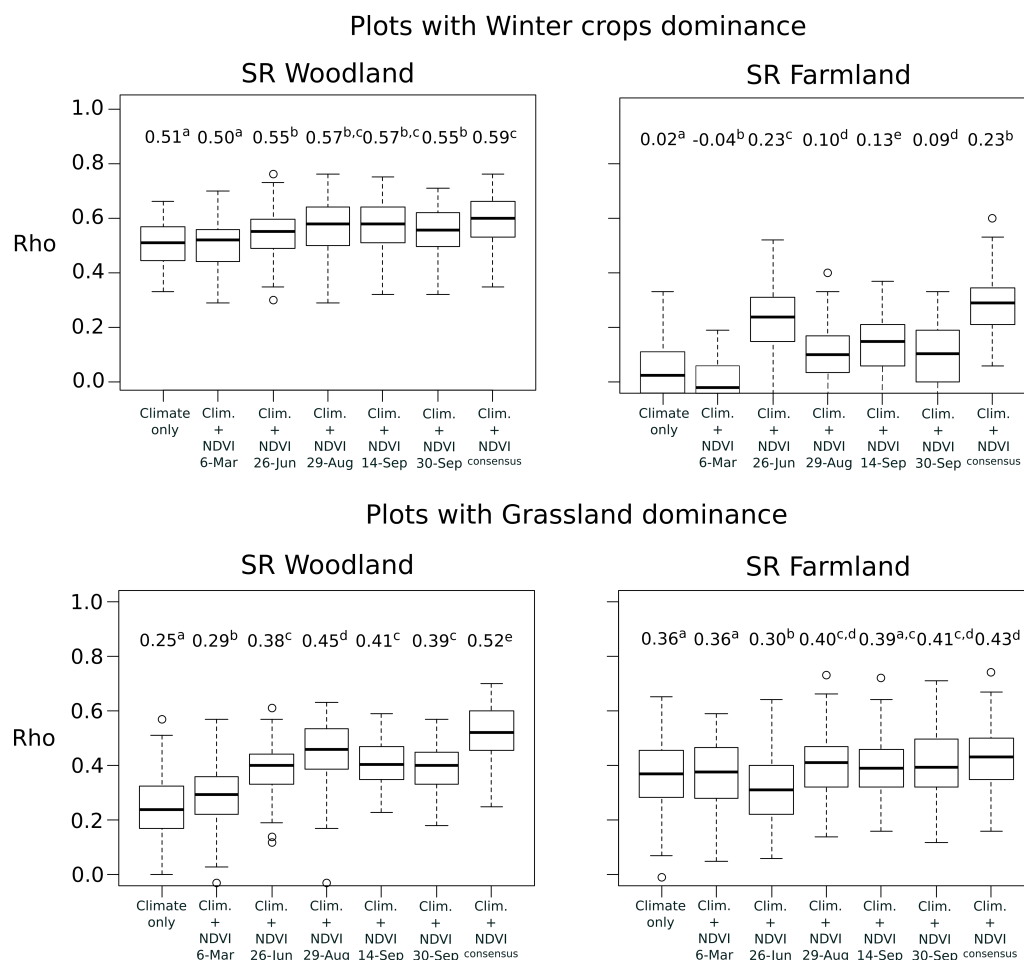 Plots with Winter crops dominance
SR Woodland
1.0
0.8
0.6
0.4
0.2
0.0
Rho
0.51a 0.50a 0.55b 0.57b,c 0.57b,c 0.55b 0.59c
Climate only
Clim. + NDVI 6-Mar
Clim. + NDVI 26-Jun
Clim. + NDVI 29-Aug
Clim. + NDVI 14-Sep
Clim. + NDVI 30-Sep
Clim. + NDVI consensus
SR Farmland
0.02a -0.04b 0.23c 0.10d 0.13e 0.09d 0.23b
Climate only
Clim. + NDVI 6-Mar
Clim. + NDVI 26-Jun
Clim. + NDVI 29-Aug
Clim. + NDVI 14-Sep
Clim. + NDVI 30-Sep
Clim. + NDVI consensus
Plots with Grassland dominance
SR Woodland
1.0
0.8
0.6
0.4
0.2
0.0
Rho
0.25a 0.29b 0.38c 0.45d 0.41c 0.39c 0.52e
Climate only
Clim. + NDVI 6-Mar
Clim. + NDVI 26-Jun
Clim. + NDVI 29-Aug
Clim. + NDVI 14-Sep
Clim. + NDVI 30-Sep
Clim. + NDVI consensus
SR Farmland
0.36a 0.36a 0.30b 0.40c,d 0.39a,c 0.41c,d 0.43d
Climate only
Clim. + NDVI 6-Mar
Clim. + NDVI 26-Jun
Clim. + NDVI 29-Aug
Clim. + NDVI 14-Sep
Clim. + NDVI 30-Sep
Clim. + NDVI consensus